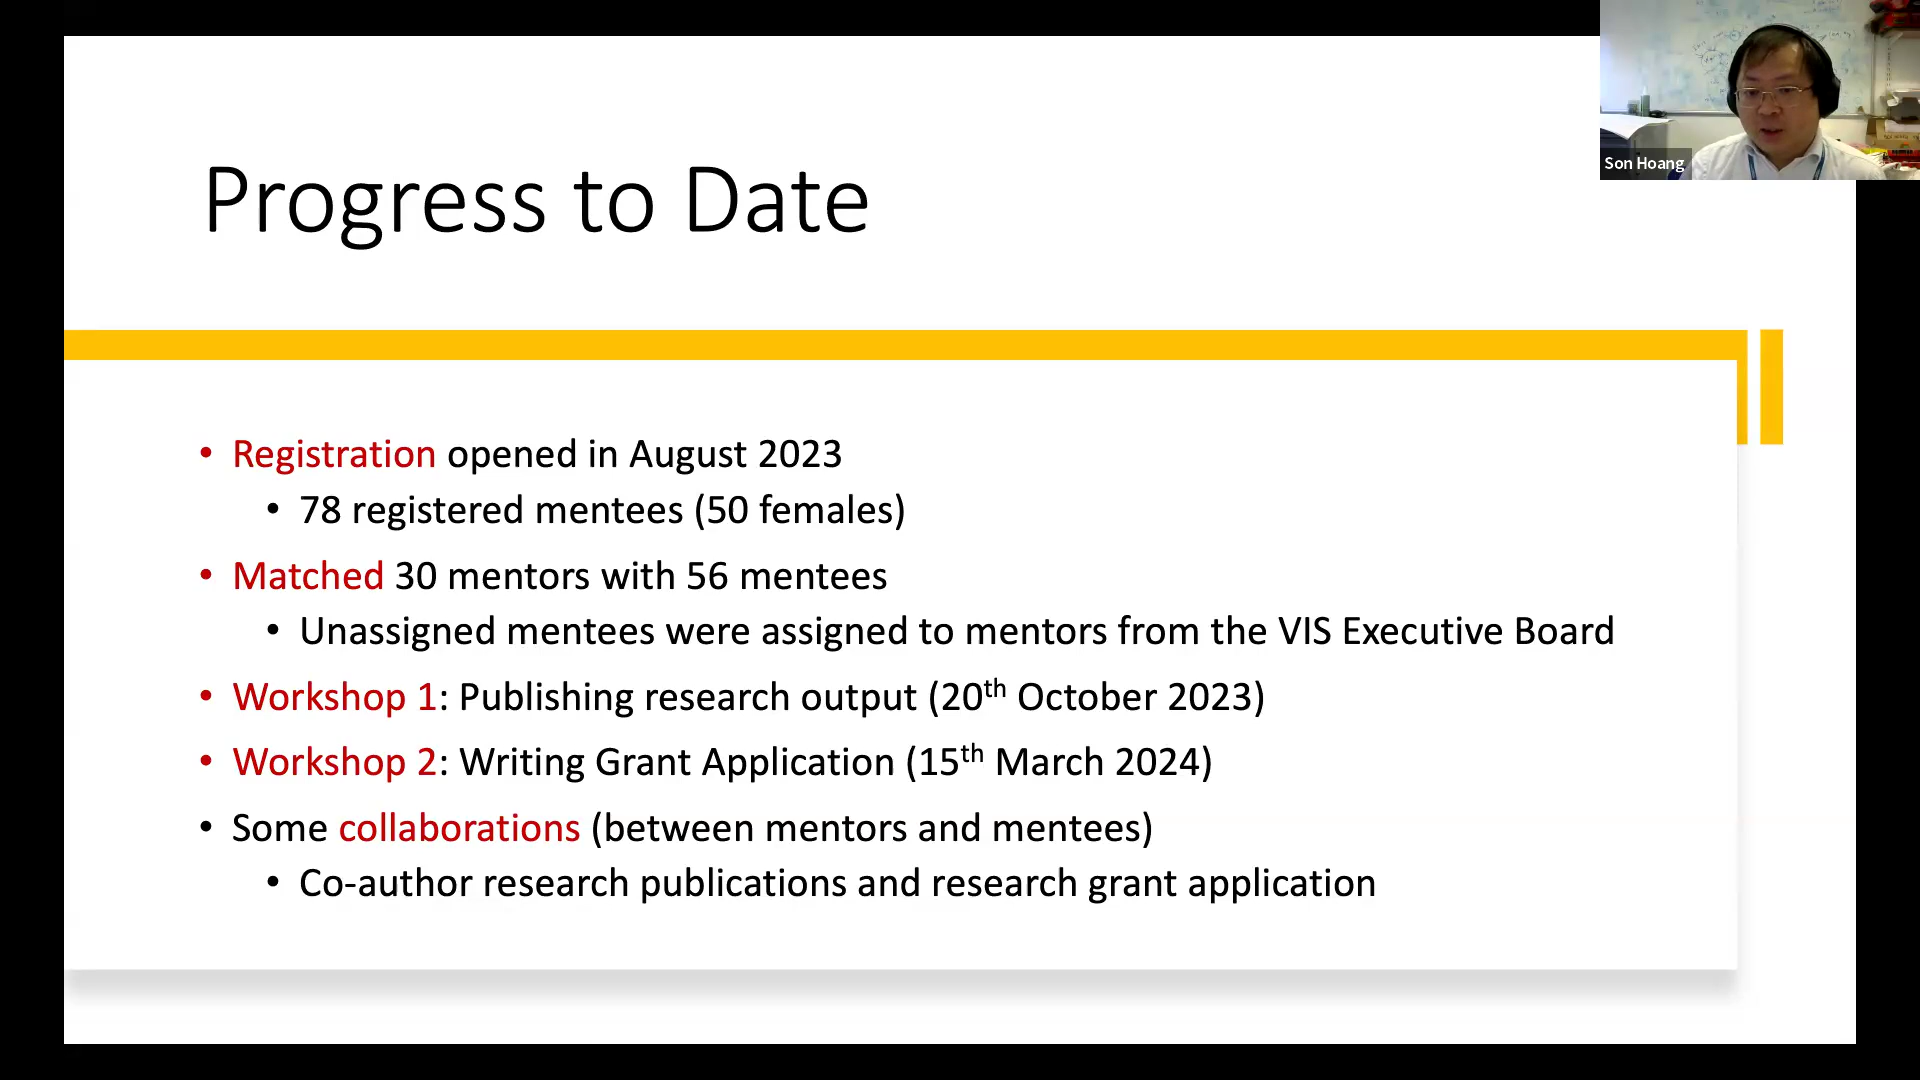 Son Hoang
Progress to Date
• Registration opened in August 2023
• 78 registered mentees (50 females)
• Matched 30 mentors with 56 mentees
• Unassigned mentees were assigned to mentors from the VIS Executive Board
• Workshop 1: Publishing research output (20th October 2023)
• Workshop 2: Writing Grant Application (15th March 2024)
• Some collaborations (between mentors and mentees)
• Co-author research publications and research grant application